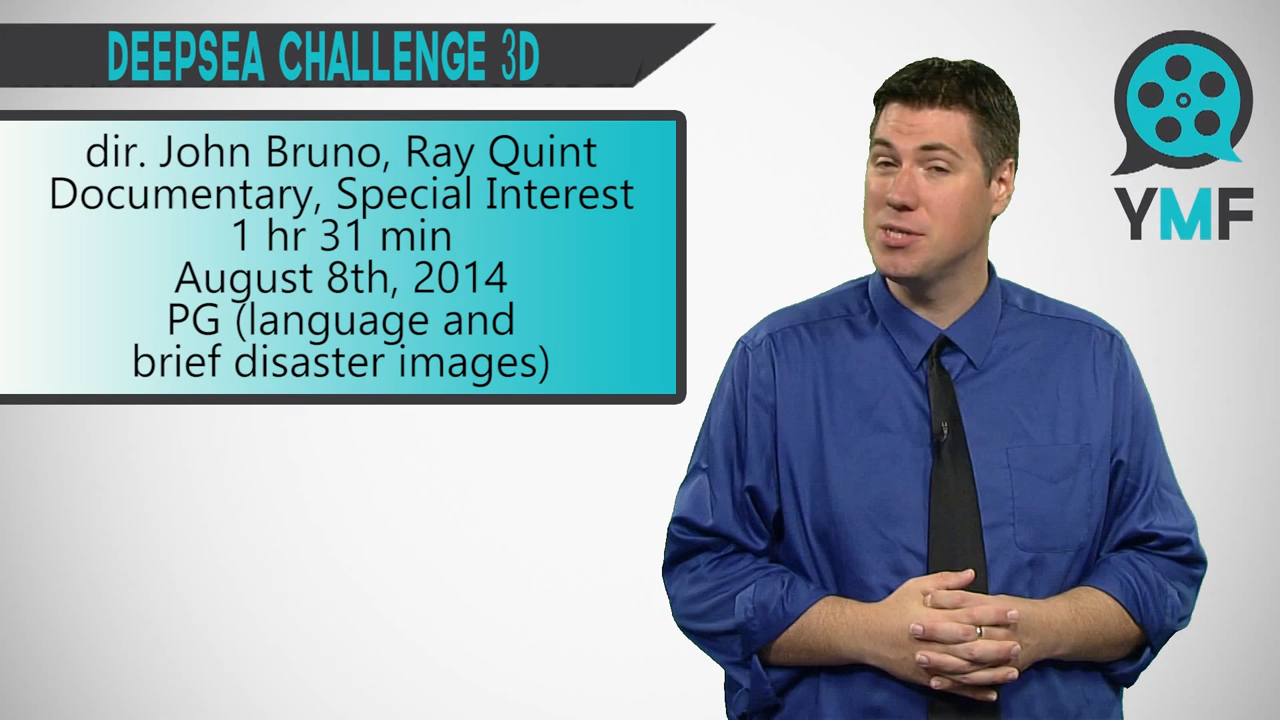 DEEPSEA CHALLENGE 3D
dir. John Bruno, Ray Quint
Documentary, Special Interest
1 hr 31 min
August 8th, 2014
PG (language and
brief disaster images)
YMF